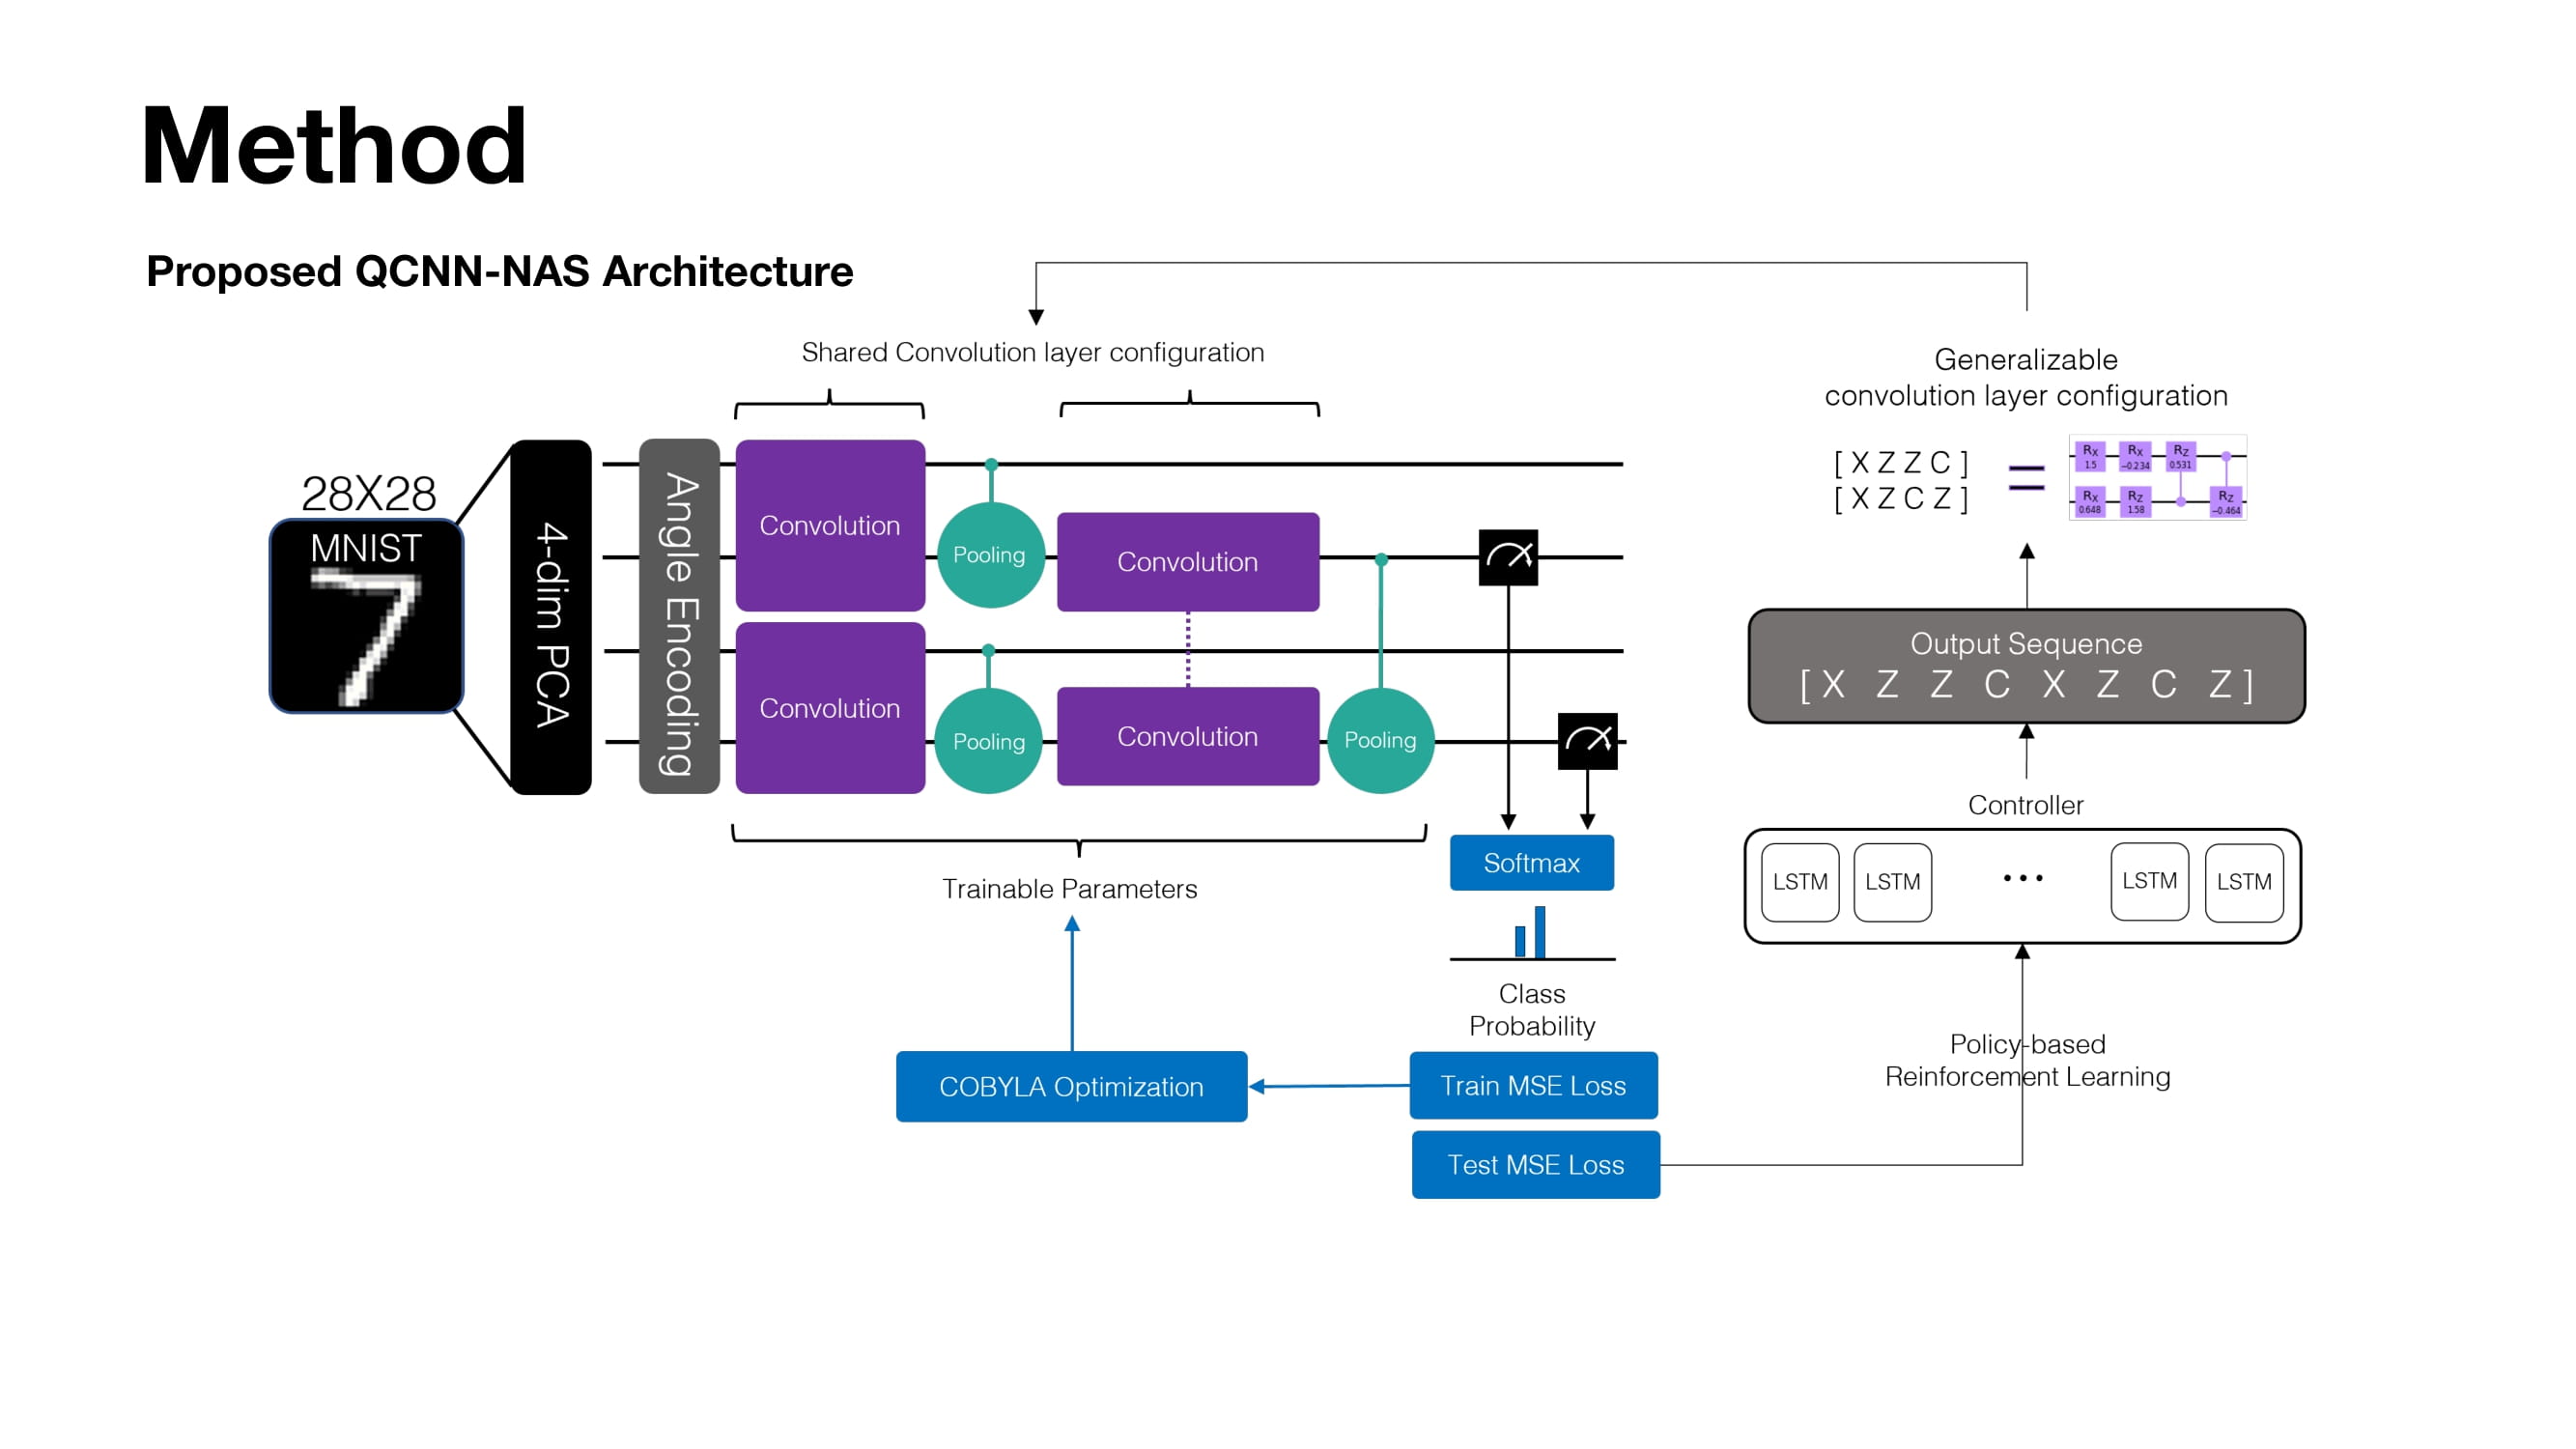 Method
Proposed QCNN-NAS Architecture
Shared Convolution layer configuration
28X28
MNIST
4-dim PCA
Angle Encoding
Convolution
Convolution
Pooling
Pooling
Convolution
Convolution
Pooling
Trainable Parameters
COBYLA Optimization
Softmax
Class
Probability
Train MSE Loss
Test MSE Loss
Generalizable
convolution layer configuration
[ X Z Z C ]
[ X Z C Z ]
=
RX
1.5
RX
−0.234
RZ
0.531
RX
0.648
RZ
1.58
RZ
−0.464
Output Sequence
[ X Z Z C X Z C Z ]
Controller
LSTM
LSTM
...
LSTM
LSTM
Policy-based
Reinforcement Learning